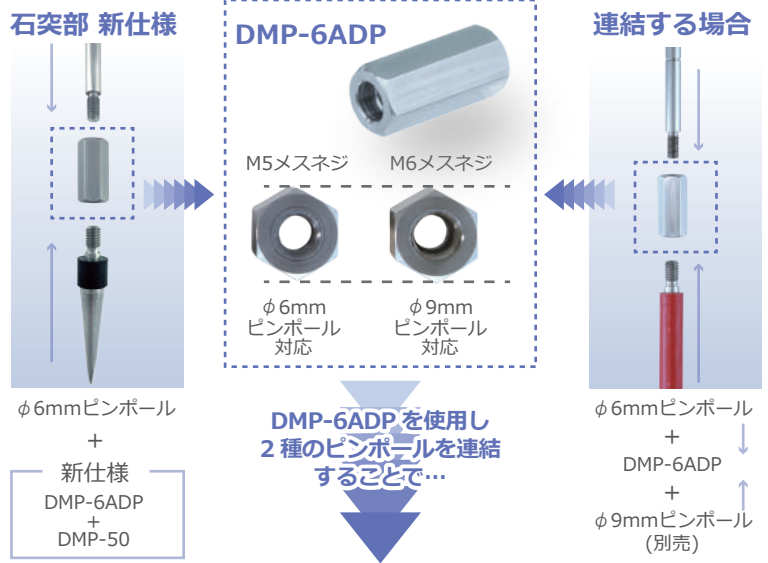 石突部 新仕様
φ6mmピンポール
+
新仕様
DMP-6ADP
+
DMP-50
DMP-6ADP
M5メスネジ
M6メスネジ
φ6mm
ピンポール
対応
φ9mm
ピンポール
対応
DMP-6ADP を使用し
2 種のピンポールを連結
することで…
連結する場合
φ6mmピンポール
+
DMP-6ADP
+
φ9mmピンポール
(別売)